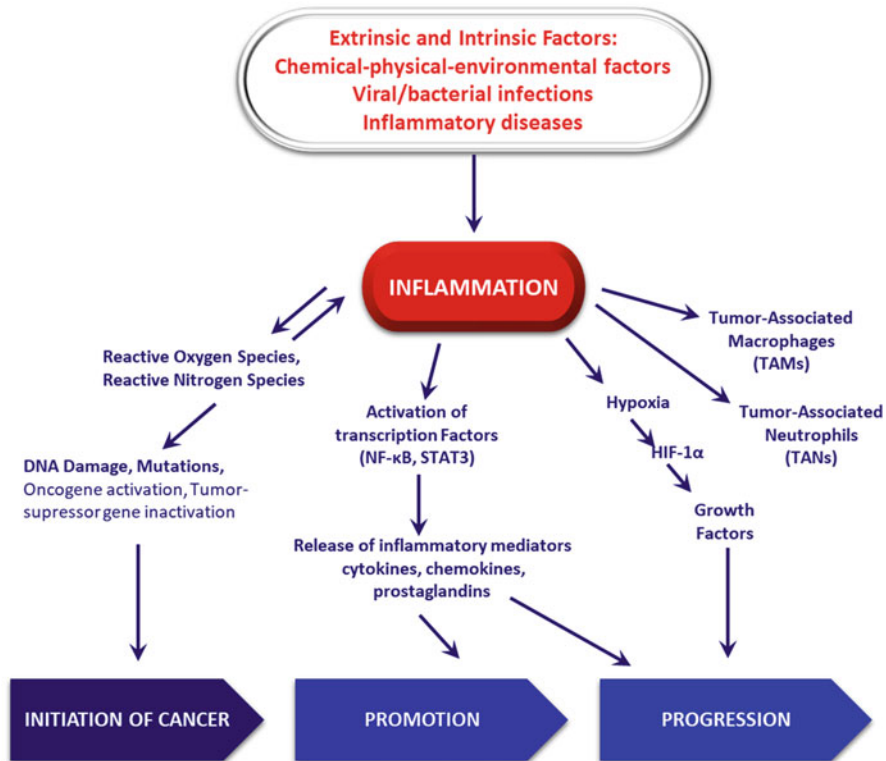 Extrinsic and Intrinsic Factors:
Chemical-physical-environmental factors
Viral/bacterial infections
Inflammatory diseases
INFLAMMATION
Reactive Oxygen Species,
Reactive Nitrogen Species
DNA Damage, Mutations,
Oncogene activation, Tumor-
supressor gene inactivation
Activation of
transcription Factors
(NF-κB, STAT3)
Release of inflammatory mediators
cytokines, chemokines,
prostaglandins
Hypoxia
HIF-1α
Growth
Factors
Tumor-Associated
Macrophages
(TAMs)
Tumor-Associated
Neutrophils
(TANs)
INITIATION OF CANCER
PROMOTION
PROGRESSION